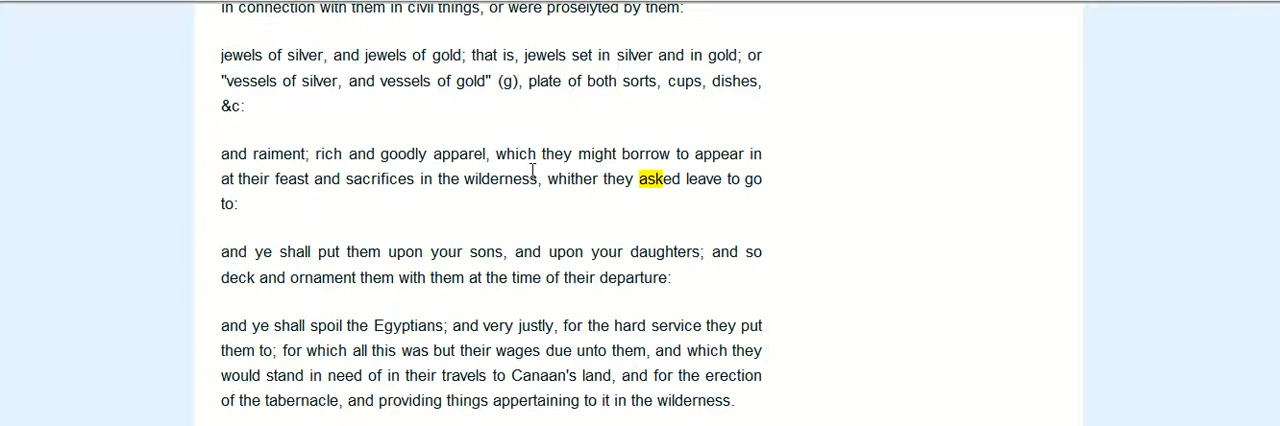 in connection with them in civil things, or were proselyted by them:
jewels of silver, and jewels of gold; that is, jewels set in silver and in gold; or
"vessels of silver, and vessels of gold" (g), plate of both sorts, cups, dishes,
&c:
and raiment; rich and goodly apparel, which they might borrow to appear in
at their feast and sacrifices in the wilderness, whither they asked leave to go
to:
and ye shall put them upon your sons, and upon your daughters; and so
deck and ornament them with them at the time of their departure:
and ye shall spoil the Egyptians; and very justly, for the hard service they put
them to; for which all this was but their wages due unto them, and which they
would stand in need of in their travels to Canaan's land, and for the erection
of the tabernacle, and providing things appertaining to it in the wilderness.